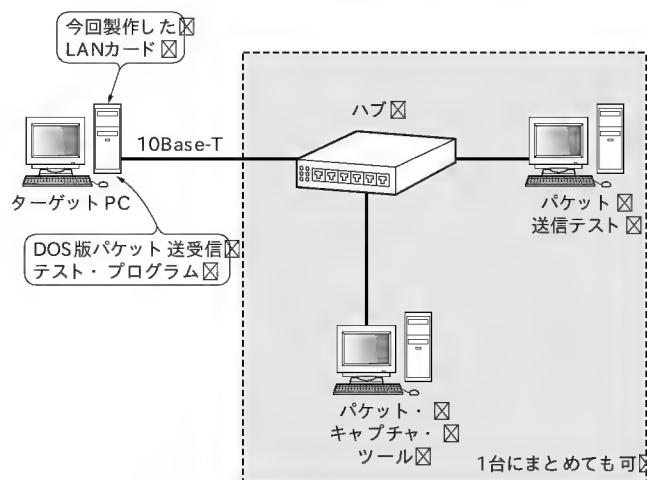 今回製作した
LANカード
ハブ
10Base-T
ターゲットPC
パケット
送信テスト
DOS版パケット送受信
テスト・プログラム
パケット・
キャプチャ・
ツール
1台にまとめても可